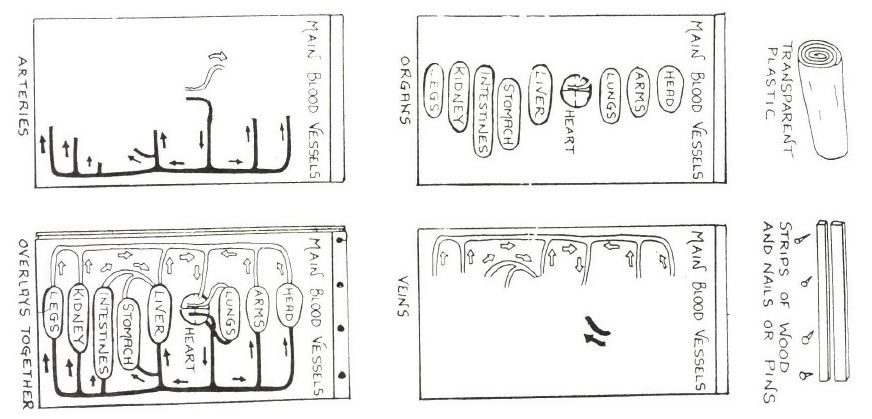 TRANSPARENT
PLASTIC
STRIPS OF WOOD
AND NAILS OR PINS
MAIN BLOOD VESSELS
HEAD
ARMS
LUNGS
HEART
LIVER
STOMACH
INTESTINES
KIDNEY
LEGS
ORGANS
MAIN BLOOD VESSELS
VEINS
MAIN BLOOD VESSELS
ARTERIES
MAIN BLOOD VESSELS
HEAD
ARMS
LUNGS
HEART
LIVER
STOMACH
INTESTINES
KIDNEY
LEGS
OVERLAYS TOGETHER